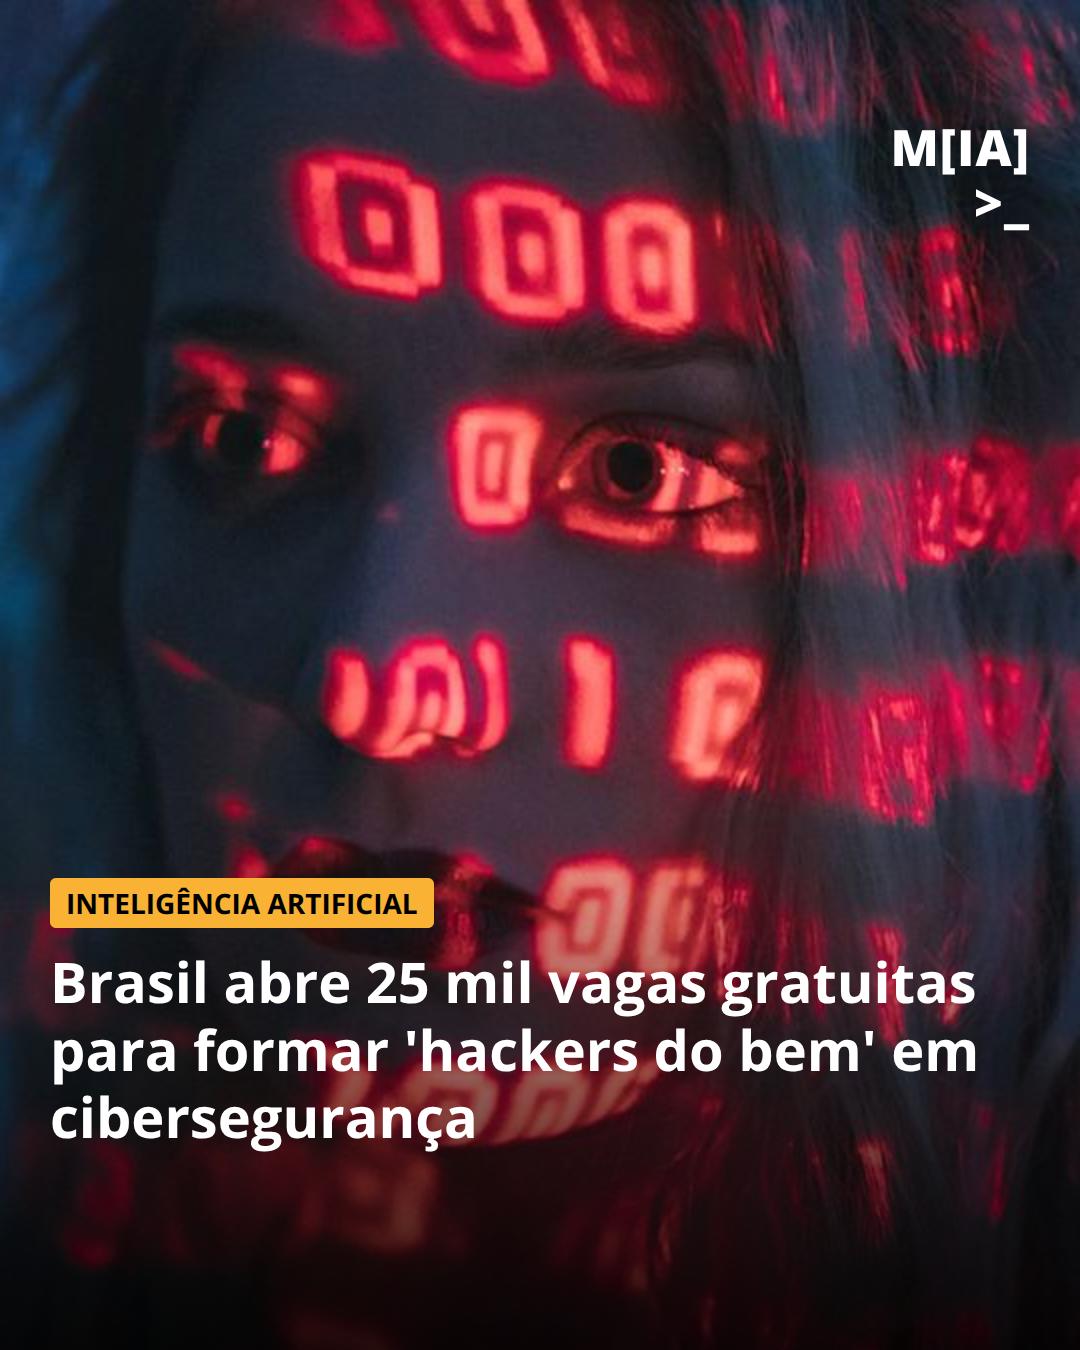 M[IA]
>_
INTELIGÊNCIA ARTIFICIAL
Brasil abre 25 mil vagas gratuitas
para formar 'hackers do bem' em
cibersegurança